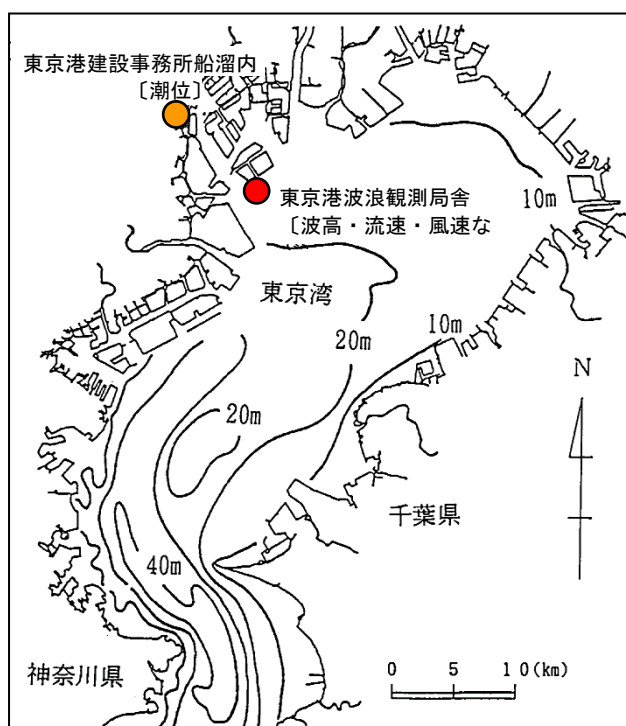 東京港建設事務所船溜内
〔潮位〕
東京港波浪観測局舎
〔波高・流速・風速な
10m
東京湾
20m
10m
N
20m
千葉県
40m
神奈川県
0 5 10(km)